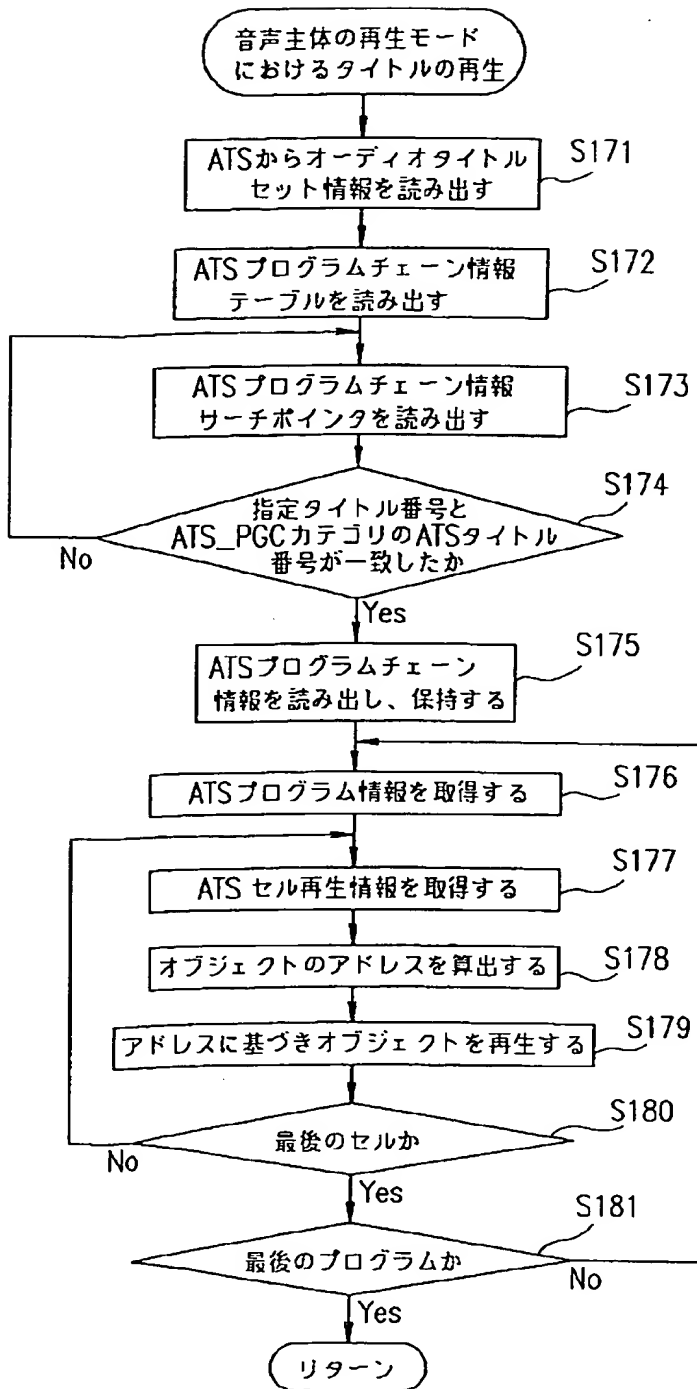 音声主体の再生モード
におけるタイトルの再生
ATSからオーディオタイトル
セット情報を読み出す
S171
ATSプログラムチェーン情報
テーブルを読み出す
S172
ATSプログラムチェーン情報
サーチポインタを読み出す
S173
指定タイトル番号と
ATS_PGCカテゴリのATSタイトル
番号が一致したか
S174
No
Yes
ATSプログラムチェーン
情報を読み出し、保持する
S175
ATSプログラム情報を取得する
S176
ATSセル再生情報を取得する
S177
オブジェクトのアドレスを算出する
S178
アドレスに基づきオブジェクトを再生する
S179
最後のセルか
S180
No
Yes
最後のプログラムか
S181
No
Yes
リターン